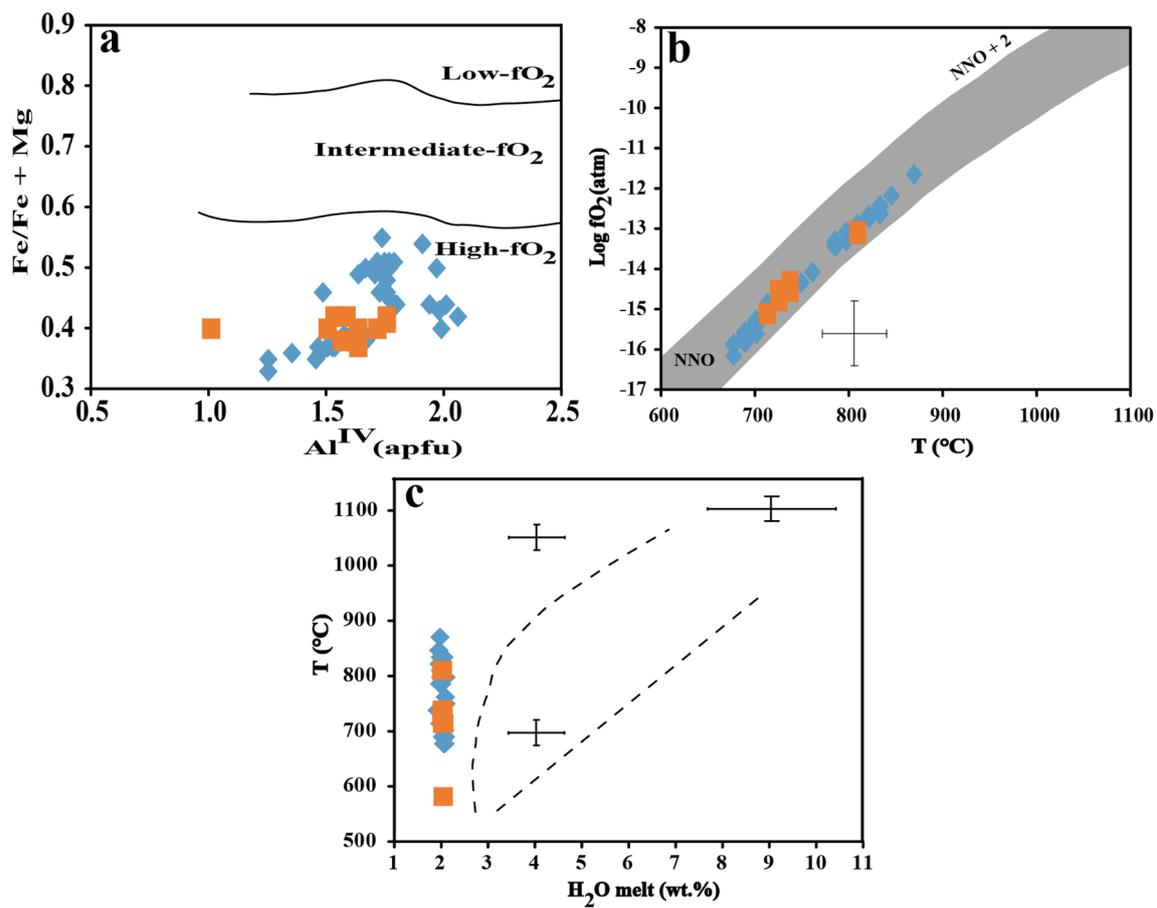 a
0.9
0.8
0.7
0.6
0.5
0.4
0.3
Fe/Fe + Mg
Low-fO2
Intermediate-fO2
High-fO2
0.5 1.0 1.5 2.0 2.5
AlIV(apfu)
b
-8
-9
-10
-11
-12
-13
-14
-15
-16
-17
Log fO2(atm)
NNO + 2
NNO
600 700 800 900 1000 1100
T (°C)
c
1100
1000
900
800
700
600
500
T (°C)
1 2 3 4 5 6 7 8 9 10 11
H2O melt (wt.%)